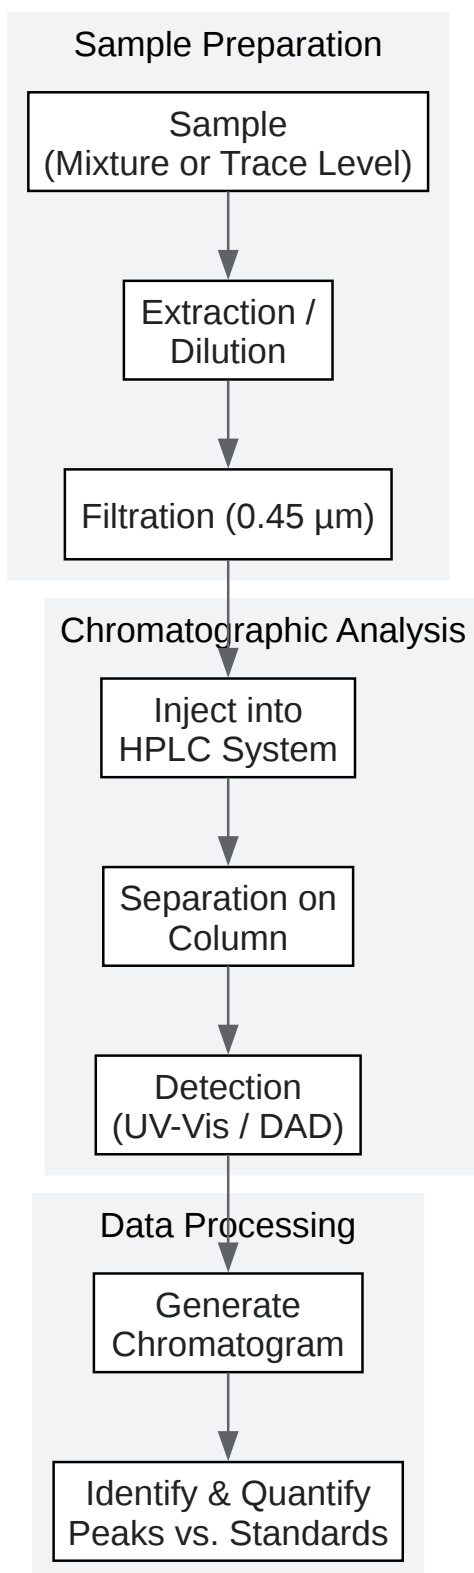 Sample Preparation
Sample
(Mixture or Trace Level)
Extraction /
Dilution
Filtration (0.45 µm)
Chromatographic Analysis
Inject into
HPLC System
Separation on
Column
Detection
(UV-Vis / DAD)
Data Processing
Generate
Chromatogram
Identify & Quantify
Peaks vs. Standards